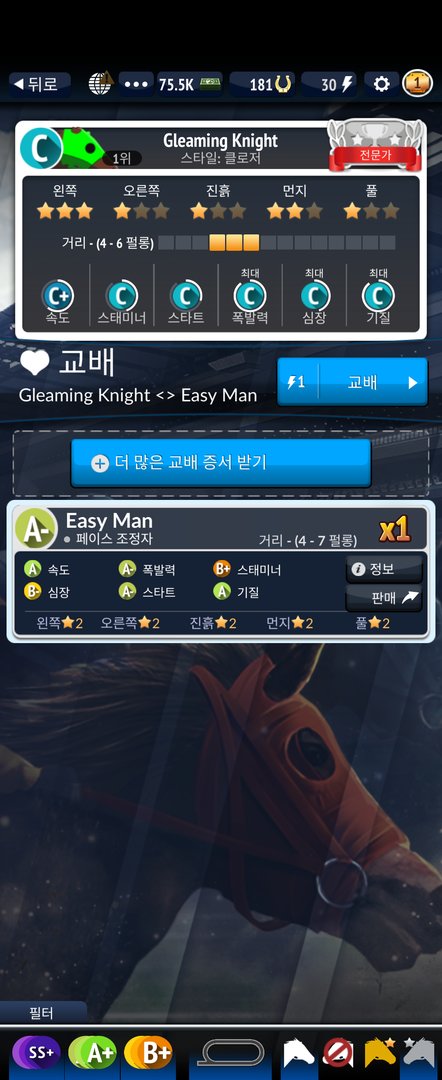 뒤로 75.5K 181 30 1
C 1위 Gleaming Knight 전문가
스타일: 클로저
왼쪽 오른쪽 진흙 먼지 풀
거리 - (4 - 6 펄롱)
최대 최대 최대
C+ C C C C C
속도 스태미너 스타트 폭발력 심장 기질
교배
Gleaming Knight <> Easy Man
1 교배
더 많은 교배 증서 받기
A- Easy Man x1
페이스 조정자 거리 - (4 - 7 펄롱)
A 속도 A- 폭발력 B+ 스태미너 i 정보
B- 심장 A- 스타트 A 기질 판매
왼쪽 2 오른쪽 2 진흙 2 먼지 2 풀 2
필터
SS+ A+ B+